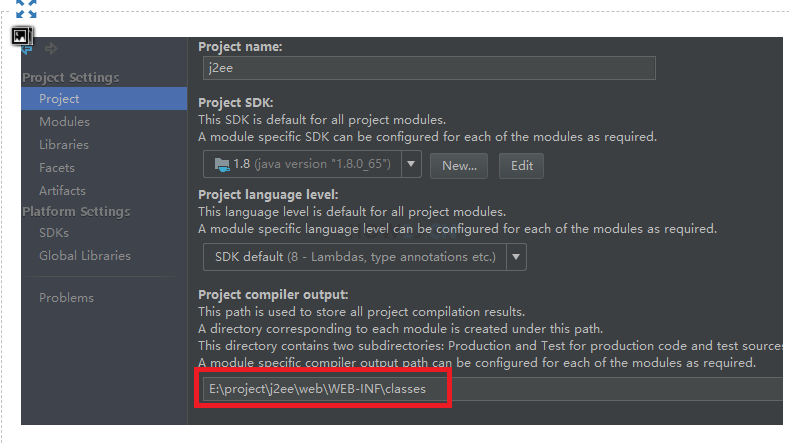 Project name:
j2ee
Project Settings
Project
Modules
Libraries
Facets
Artifacts
Platform Settings
SDKs
Global Libraries
Problems
Project SDK:
This SDK is default for all project modules.
A module specific SDK can be configured for each of the modules as required.
1.8 (java version "1.8.0_65")
New...
Edit
Project language level:
This language level is default for all project modules.
A module specific language level can be configured for each of the modules as required.
SDK default (8 - Lambdas, type annotations etc.)
Project compiler output:
This path is used to store all project compilation results.
A directory corresponding to each module is created under this path.
This directory contains two subdirectories: Production and Test for production code and test sources
A module specific compiler output path can be configured for each of the modules as required.
E:\project\j2ee\web\WEB-INF\classes